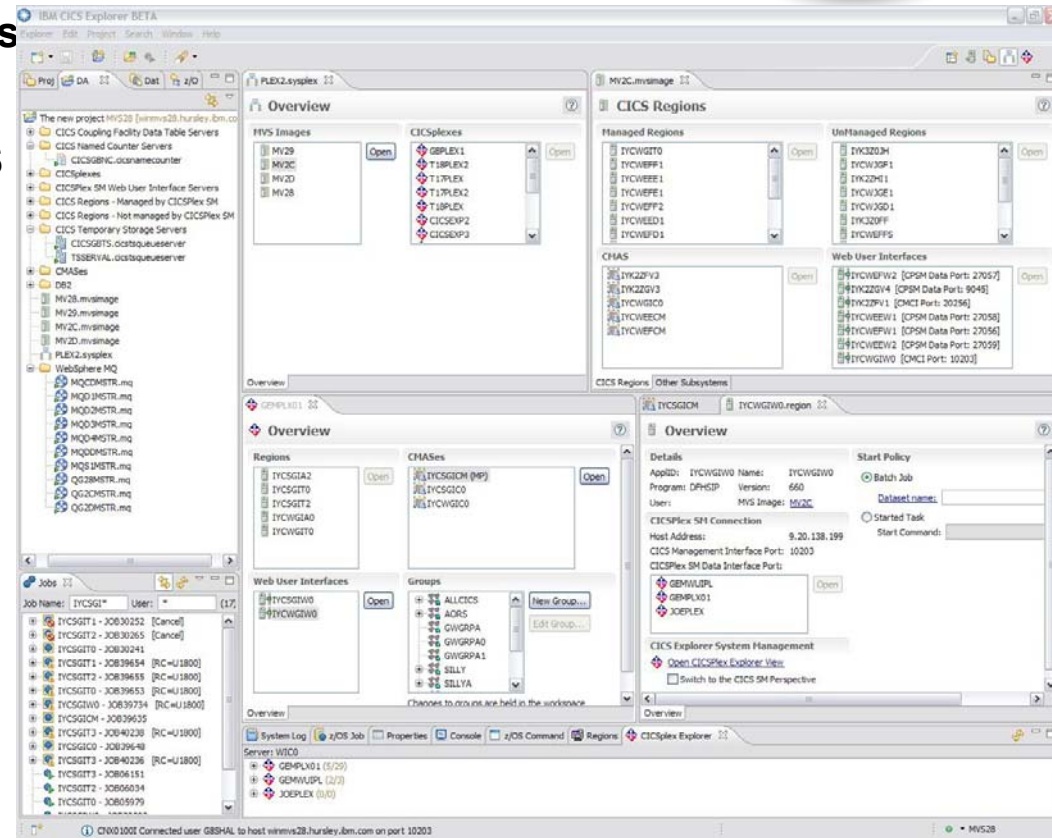 IBM CICS Explorer BETA
s
s
Explorer Edit Project Search Window Help
Proj DA Dat z/O
The new project MVS28 [winmvs28.hursley.ibm.co
CICS Coupling Facility Data Table Servers
CICS Named Counter Servers
CICSGBNC.cicsnamecounter
CICSplexes
CICSPlex SM Web User Interface Servers
CICS Regions - Managed by CICSPlex SM
CICS Regions - Not managed by CICSPlex SM
CICS Temporary Storage Servers
CICSGBTS.cicstsqueueserver
TSSERVAL.cicstsqueueserver
CMASes
DB2
MV28.mvsimage
MV29.mvsimage
MV2C.mvsimage
MV2D.mvsimage
PLEX2.sysplex
WebSphere MQ
MQCDMSTR.mq
MQD1MSTR.mq
MQD2MSTR.mq
MQD3MSTR.mq
MQD4MSTR.mq
MQDDMSTR.mq
MQS1MSTR.mq
QG28MSTR.mq
QG2CMSTR.mq
QG2DMSTR.mq
PLEX2.sysplex
Overview
MVS Images
MV29
MV2C
MV2D
MV28
Open
CICSplexes
GBPLEX1
T18PLEX2
T17PLEX
T17PLEX2
T18PLEX
CICSEXP2
CICSEXP3
Open
Overview
MV2C.mvsimage
CICS Regions
Managed Regions
IYCWGIT0
IYCWEFF1
IYCWEEE1
IYCWEFE1
IYCWEFF2
IYCWEED1
IYCWEFD1
Open
UnManaged Regions
IYK3Z0JH
IYCWJGF1
IYK2ZHI1
IYCWJGE1
IYCWJGD1
IYK3Z0FF
IYCWEFFS
Open
CMAS
IYK2ZFV3
IYK2ZGV3
IYCWGIC0
IYCWEECM
IYCWEFCM
Open
Web User Interfaces
IYCWEFW2 [CPSM Data Port: 27057]
IYK2ZGV4 [CPSM Data Port: 9045]
IYK2ZFV1 [CMCI Port: 20256]
IYCWEEW1 [CPSM Data Port: 27058]
IYCWEFW1 [CPSM Data Port: 27056]
IYCWEEW2 [CPSM Data Port: 27059]
IYCWGIW0 [CMCI Port: 10203]
Open
CICS Regions Other Subsystems
GEMPLX01
Overview
Regions
IYCSGIA2
IYCSGIT0
IYCSGIT2
IYCWGIA0
IYCWGIT0
Open
CMASes
IYCSGICM (MP)
IYCSGIC0
IYCWGIC0
Open
Web User Interfaces
IYCSGIW0
IYCWGIW0
Open
Groups
ALLCICS
AORS
GWGRPA
GWGRPA0
GWGRPA1
SILLY
SILLYA
New Group...
Edit Group...
Changes to groups are held in the workspace
Overview
IYCSGICM IYCWGIW0.region
Overview
Details
ApplID: IYCWGIW0 Name: IYCWGIW0
Program: DFHSIP Version: 660
User: MVS Image: MV2C
CICSPlex SM Connection
Host Address: 9.20.138.199
CICS Management Interface Port: 10203
CICSPlex SM Data Interface Port:
GEMWUIPL
GEMPLX01
JOEPLEX
Open
CICS Explorer System Management
Open CICSPlex Explorer View
Switch to the CICS SM Perspective
Start Policy
Batch Job
Dataset name:
Started Task
Start Command:
Overview
Jobs
Job Name: IYCSGI* User: * (17
IYCSGIT1 - JOB30252 [Cancel]
IYCSGIT2 - JOB30265 [Cancel]
IYCSGIT0 - JOB30241
IYCSGIT1 - JOB39654 [RC=U1800]
IYCSGIT2 - JOB39655 [RC=U1800]
IYCSGIT0 - JOB39653 [RC=U1800]
IYCSGIW0 - JOB39734 [RC=U1800]
IYCSGICM - JOB39635
IYCSGIT3 - JOB40238 [RC=U1800]
IYCSGIC0 - JOB39648
IYCSGIT3 - JOB40236 [RC=U1800]
IYCSGIT3 - JOB06151
IYCSGIT2 - JOB06034
IYCSGIT0 - JOB05979
System Log z/OS Job Properties Console z/OS Command Regions CICSplex Explorer
Server: WIC0
GEMPLX01 (5/29)
GEMWUIPL (2/3)
JOEPLEX (0/0)
CNX0100I Connected user GBSHAL to host winmvs28.hursley.ibm.com on port 10203
MVS28